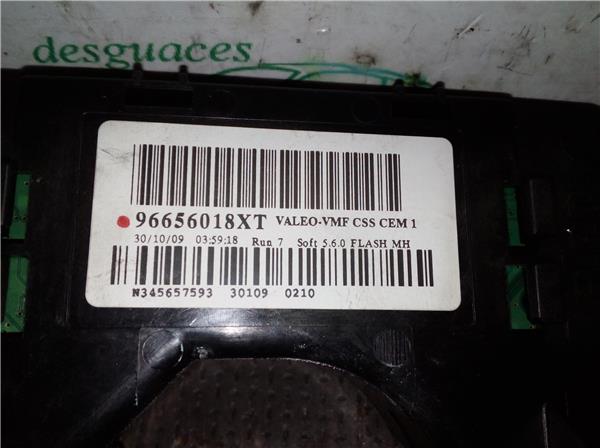 desguaces
96656018XT VALEO-VMF CSS CEM 1
30/10/09 03:59:18 Run 7 Soft 5.6.0 FLASH MH
N345657593 30109 0210